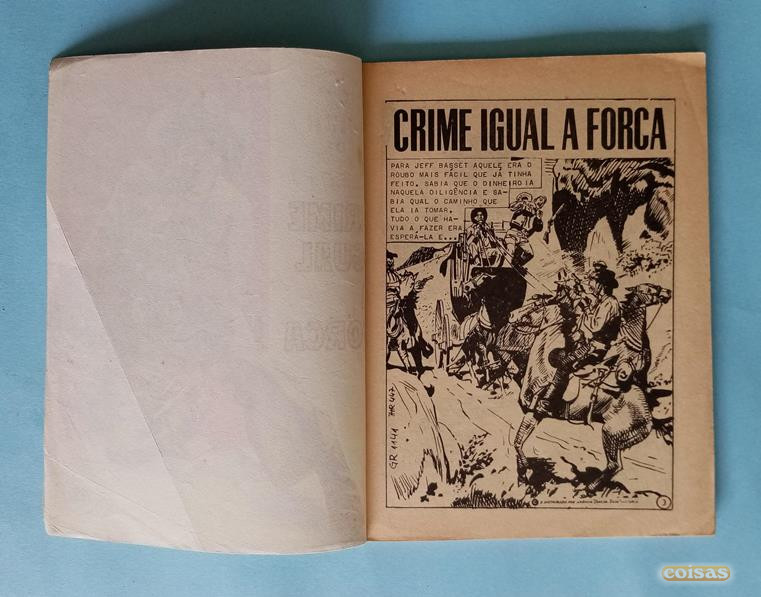 CRIME IGUAL A FORCA
PARA JEFF BASSET AQUELE ERA O
ROUBO MAIS FÁCIL QUE JÁ TINHA
FEITO. SABIA QUE O DINHEIRO IA
NAQUELA DILIGÊNCIA E SA-
BIA QUAL O CAMINHO QUE
ELA IA TOMAR.
TUDO O QUE HA-
VIA A FAZER ERA
ESPERÁ-LA E...
GR 1141
3
coisas